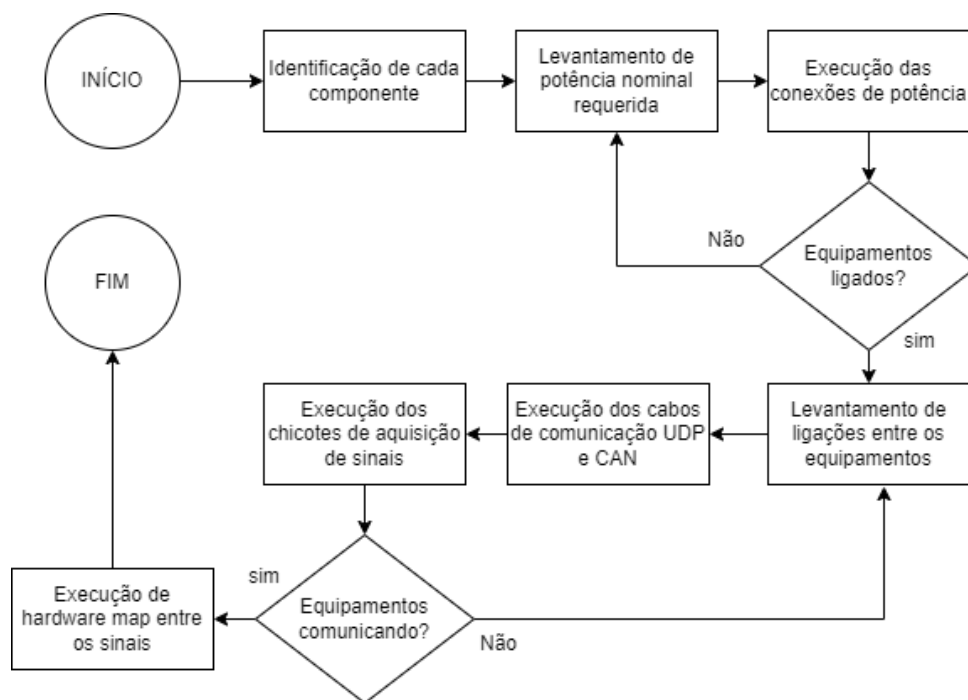 INÍCIO
Identificação de cada
componente
Levantamento de
potência nominal
requerida
Execução das
conexões de potência
Equipamentos
ligados?
Não
sim
Levantamento de
ligações entre os
equipamentos
Execução dos cabos
de comunicação UDP
e CAN
Execução dos
chicotes de aquisição
de sinais
Equipamentos
comunicando?
Não
sim
Execução de
hardware map entre
os sinais
FIM